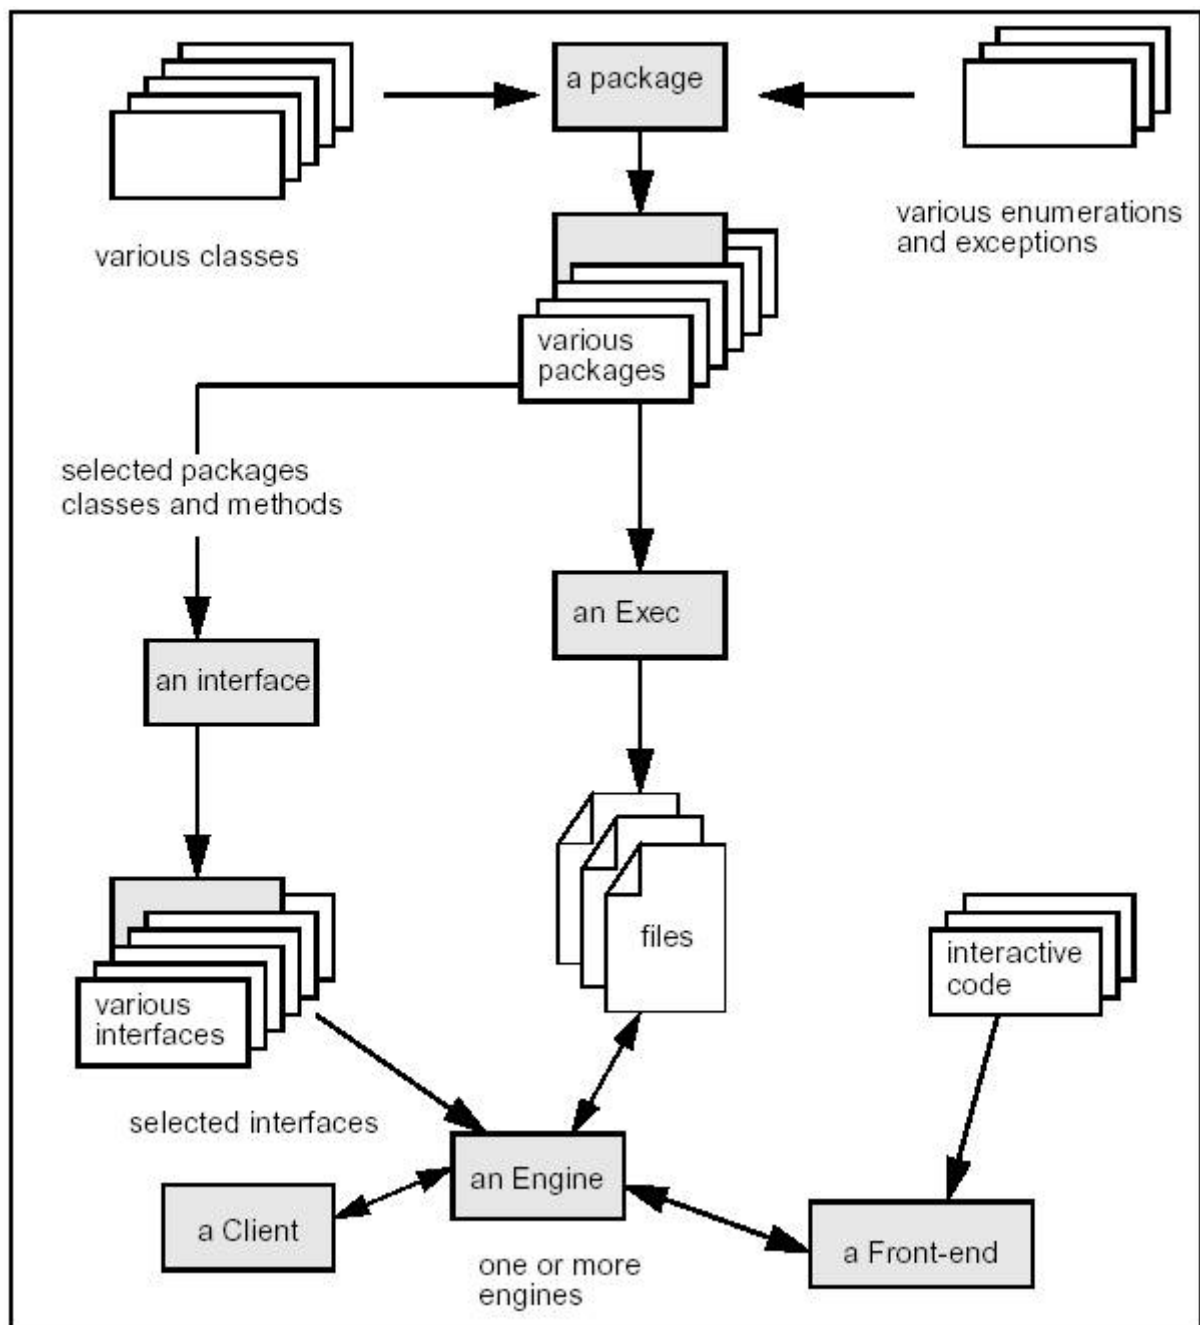 a package
various classes
various enumerations
and exceptions
various
packages
selected packages
classes and methods
an Exec
an interface
files
interactive
code
various
interfaces
selected interfaces
an Engine
a Client
a Front-end
one or more
engines